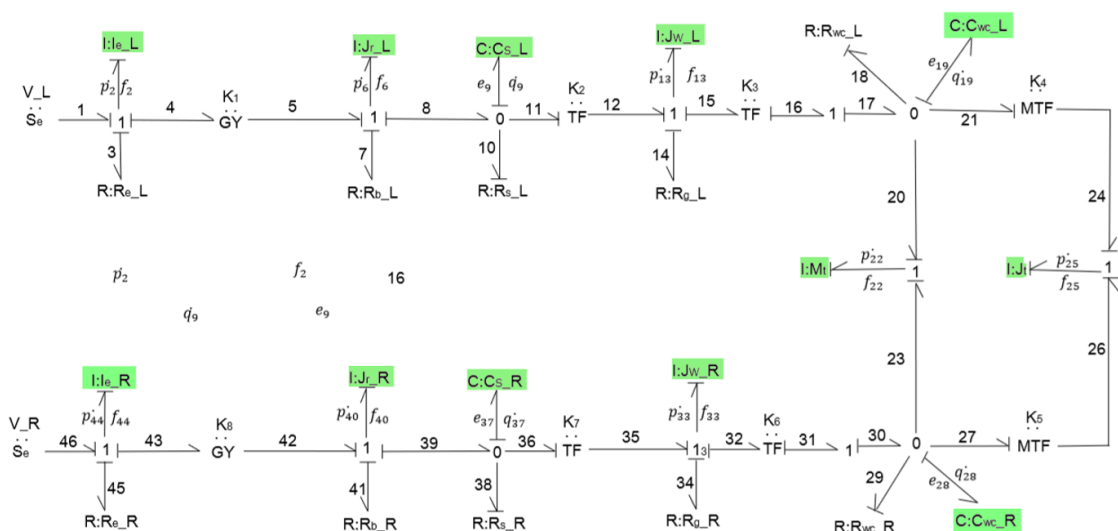 I:Ie_L
I:Jr_L
C:CS_L
I:JW_L
R:Rwc_L
C:Cwc_L
ṗ2 f2
ṗ6 f6
e9 q̇9
ṗ13 f13
18
e19 q̇19
V_L
Se
1
1
4
K1
GY
5
1
8
0
11
K2
TF
12
1
15
K3
TF
16
1
17
0
21
K4
MTF
3
7
10
14
R:Re_L
R:Rb_L
R:Rs_L
R:Rg_L
20
24
ṗ2
f2
16
I:Mt
ṗ22
f22
1
I:Jt
ṗ25
f25
1
q̇9
e9
23
26
I:Ie_R
I:Jr_R
C:CS_R
I:JW_R
ṗ44 f44
ṗ40 f40
e37 q̇37
ṗ33 f33
V_R
Se
46
1
43
K8
GY
42
1
39
0
36
K7
TF
35
13
32
K6
TF
31
1
30
0
27
K5
MTF
45
41
38
34
29
e28 q̇28
R:Re_R
R:Rb_R
R:Rs_R
R:Rg_R
R:Rwc_R
C:Cwc_R